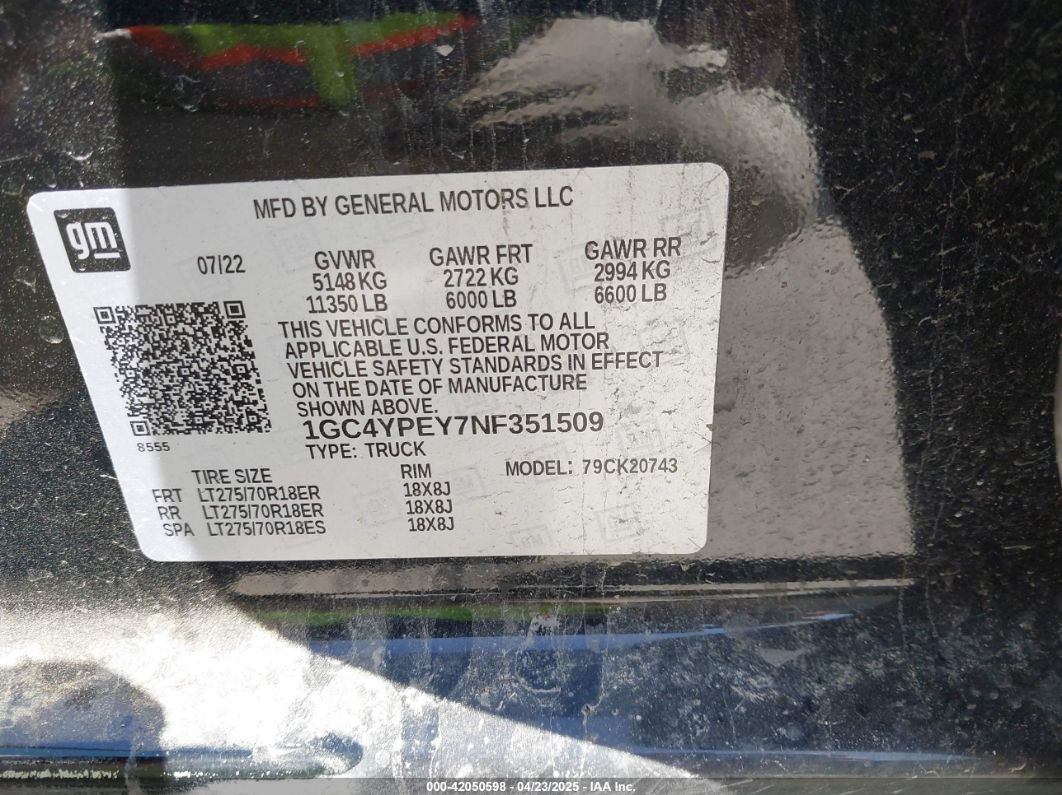 MFD BY GENERAL MOTORS LLC
gm
07/22
GVWR GAWR FRT GAWR RR
5148 KG 2722 KG 2994 KG
11350 LB 6000 LB 6600 LB
THIS VEHICLE CONFORMS TO ALL
APPLICABLE U.S. FEDERAL MOTOR
VEHICLE SAFETY STANDARDS IN EFFECT
ON THE DATE OF MANUFACTURE
SHOWN ABOVE.
1GC4YPEY7NF351509
8555
TYPE: TRUCK
TIRE SIZE RIM MODEL: 79CK20743
FRT LT275/70R18ER 18X8J
RR LT275/70R18ER 18X8J
SPA LT275/70R18ES 18X8J
000-42050598 - 04/23/2025 - IAA Inc.